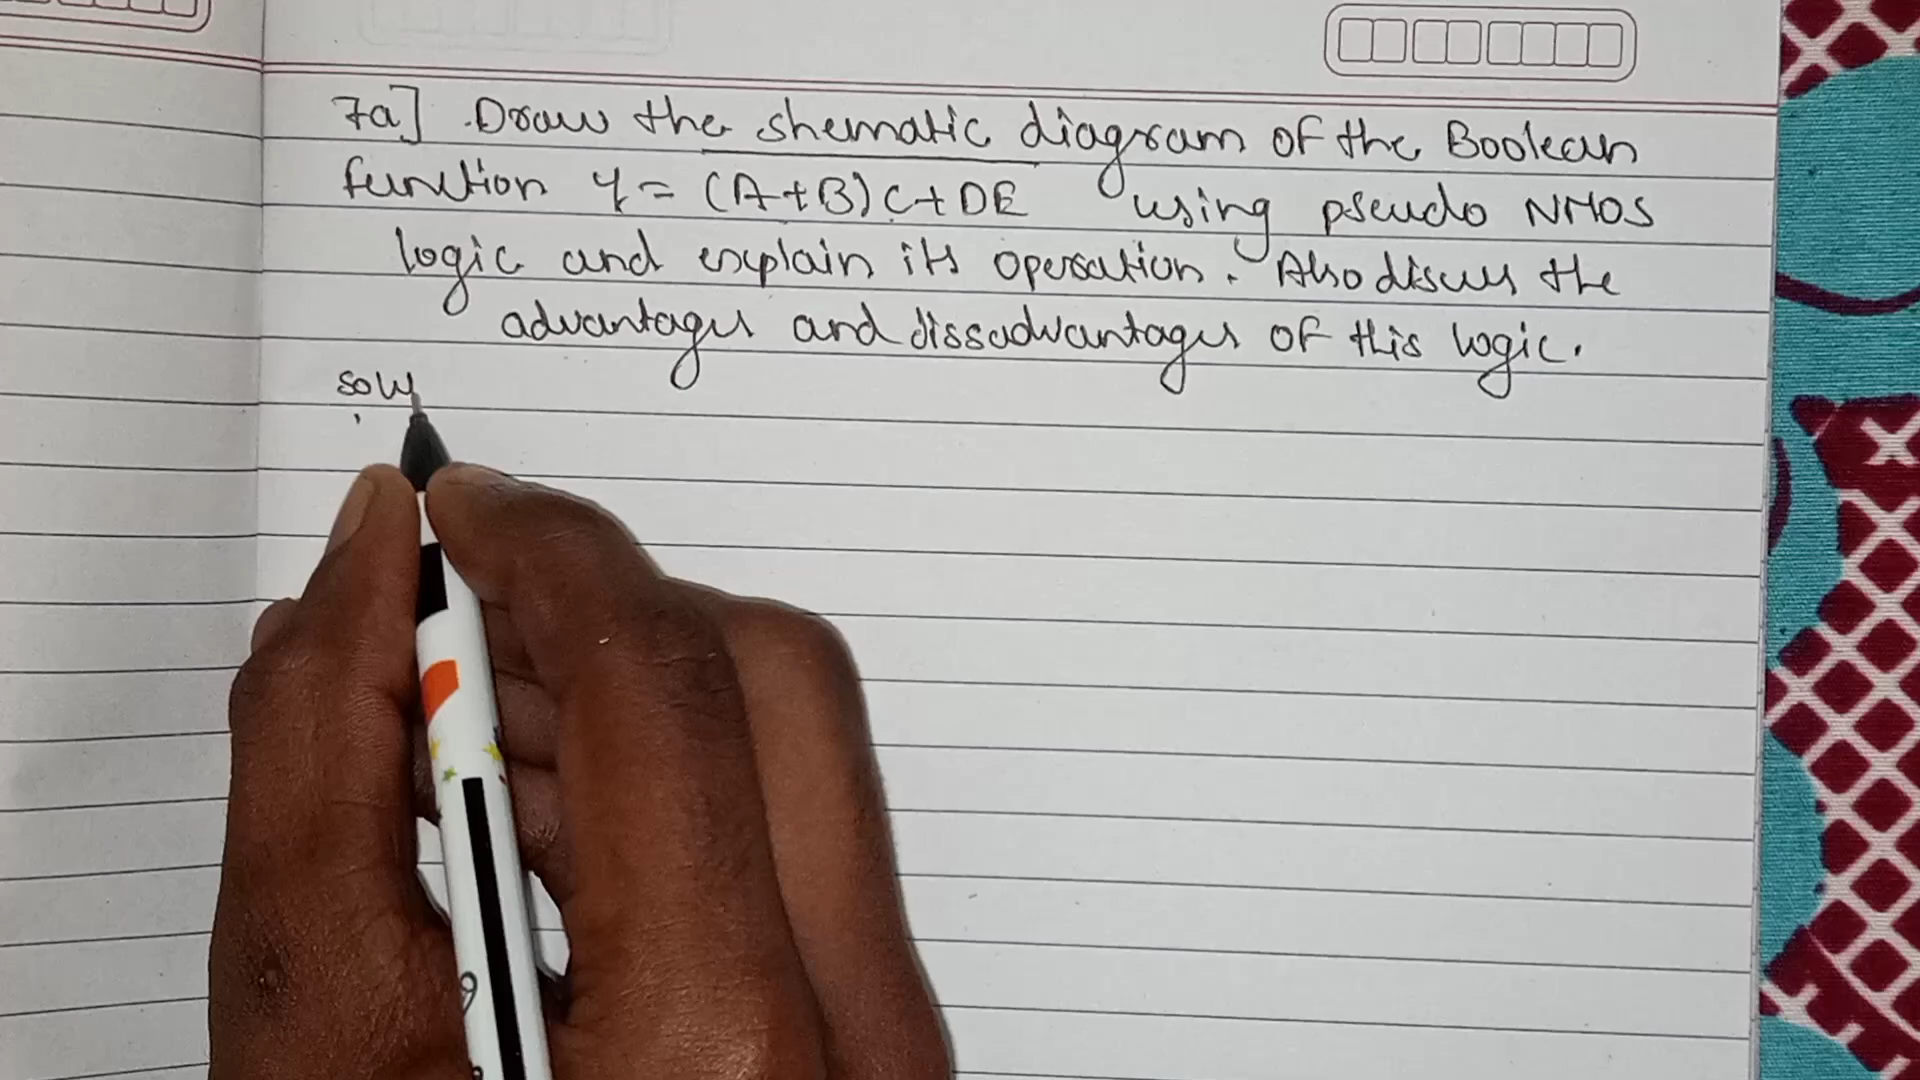 7a] Draw the shematic diagram of the Boolean
function Y = (A+B)C+DE using pseudo NMOS
logic and explain its operation. Also discuss the
advantages and dissadvantages of this logic.
soln